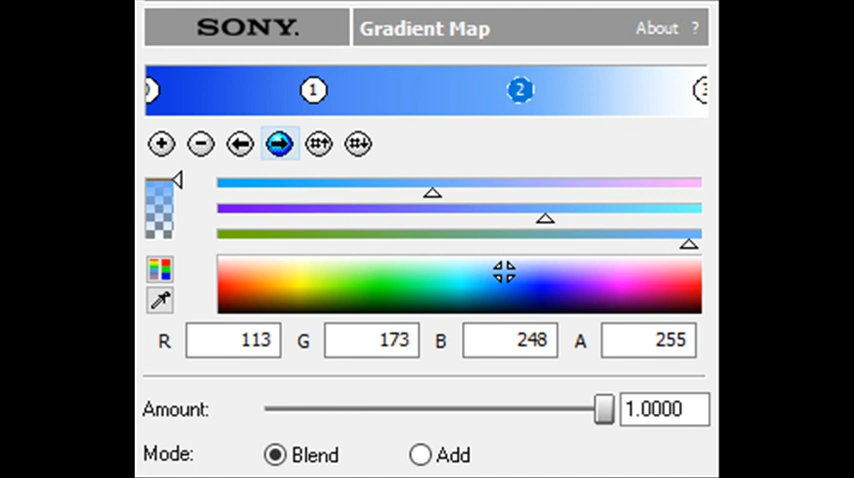 SONY. Gradient Map About ?
1 2
R 113 G 173 B 248 A 255
Amount: 1.0000
Mode: Blend Add